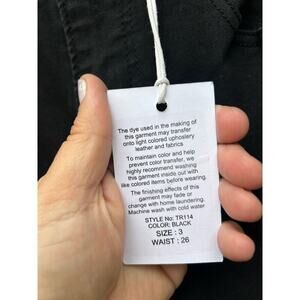 The dye used in the making of
this garment may transfer
onto light colored upholsery
leather and fabrics
To maintain color and help
prevent color transfer, we
highly recommend washing
this garment inside out with
like colored items before wearing.
The finishing effects of this
garment may fade or
change with home laundering.
Machine wash with cold water
STYLE No: TR114
COLOR: BLACK
SIZE : 3
WAIST : 26